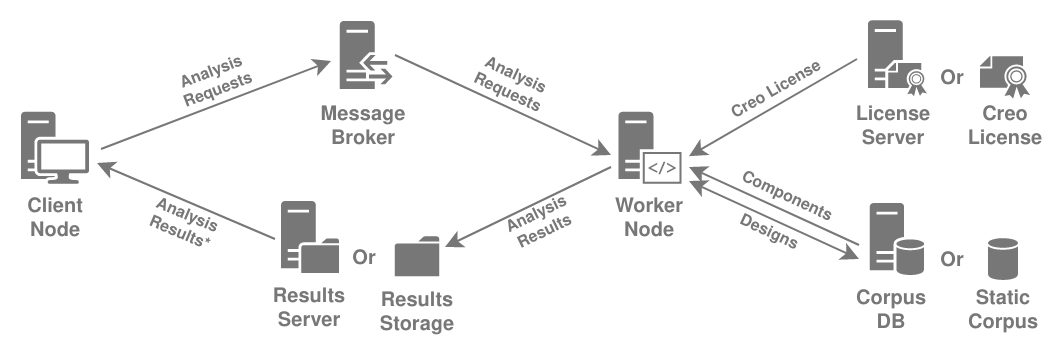 Analysis
Requests
Message
Broker
Analysis
Requests
Creo License
License
Server
Or
Creo
License
Client
Node
Analysis
Results*
Results
Server
Or
Results
Storage
Analysis
Results
</>
Worker
Node
Components
Designs
Corpus
DB
Or
Static
Corpus